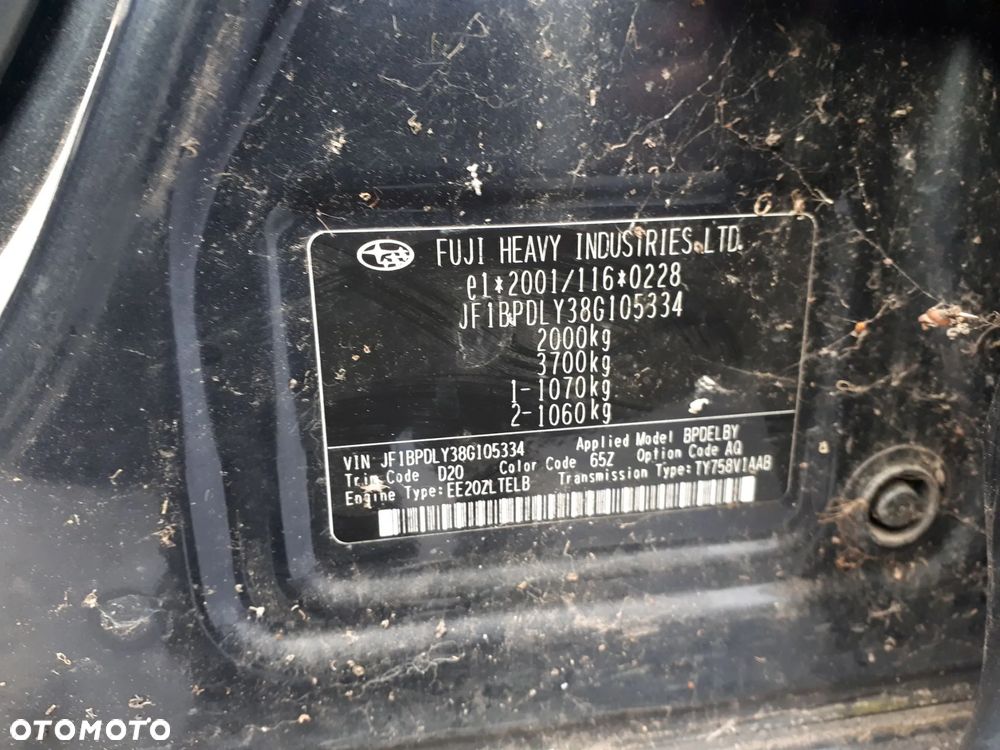 FUJI HEAVY INDUSTRIES LTD.
e1*2001/116*0228
JF1BPDLY38G105334
2000kg
3700kg
1-1070kg
2-1060kg
VIN JF1BPDLY38G105334 Applied Model BPDELBY
Trim Code D20 Color Code 65Z Option Code AQ
Engine Type:EE20ZLTELB Transmission Type:TY758V1AAB
OTOMOTO